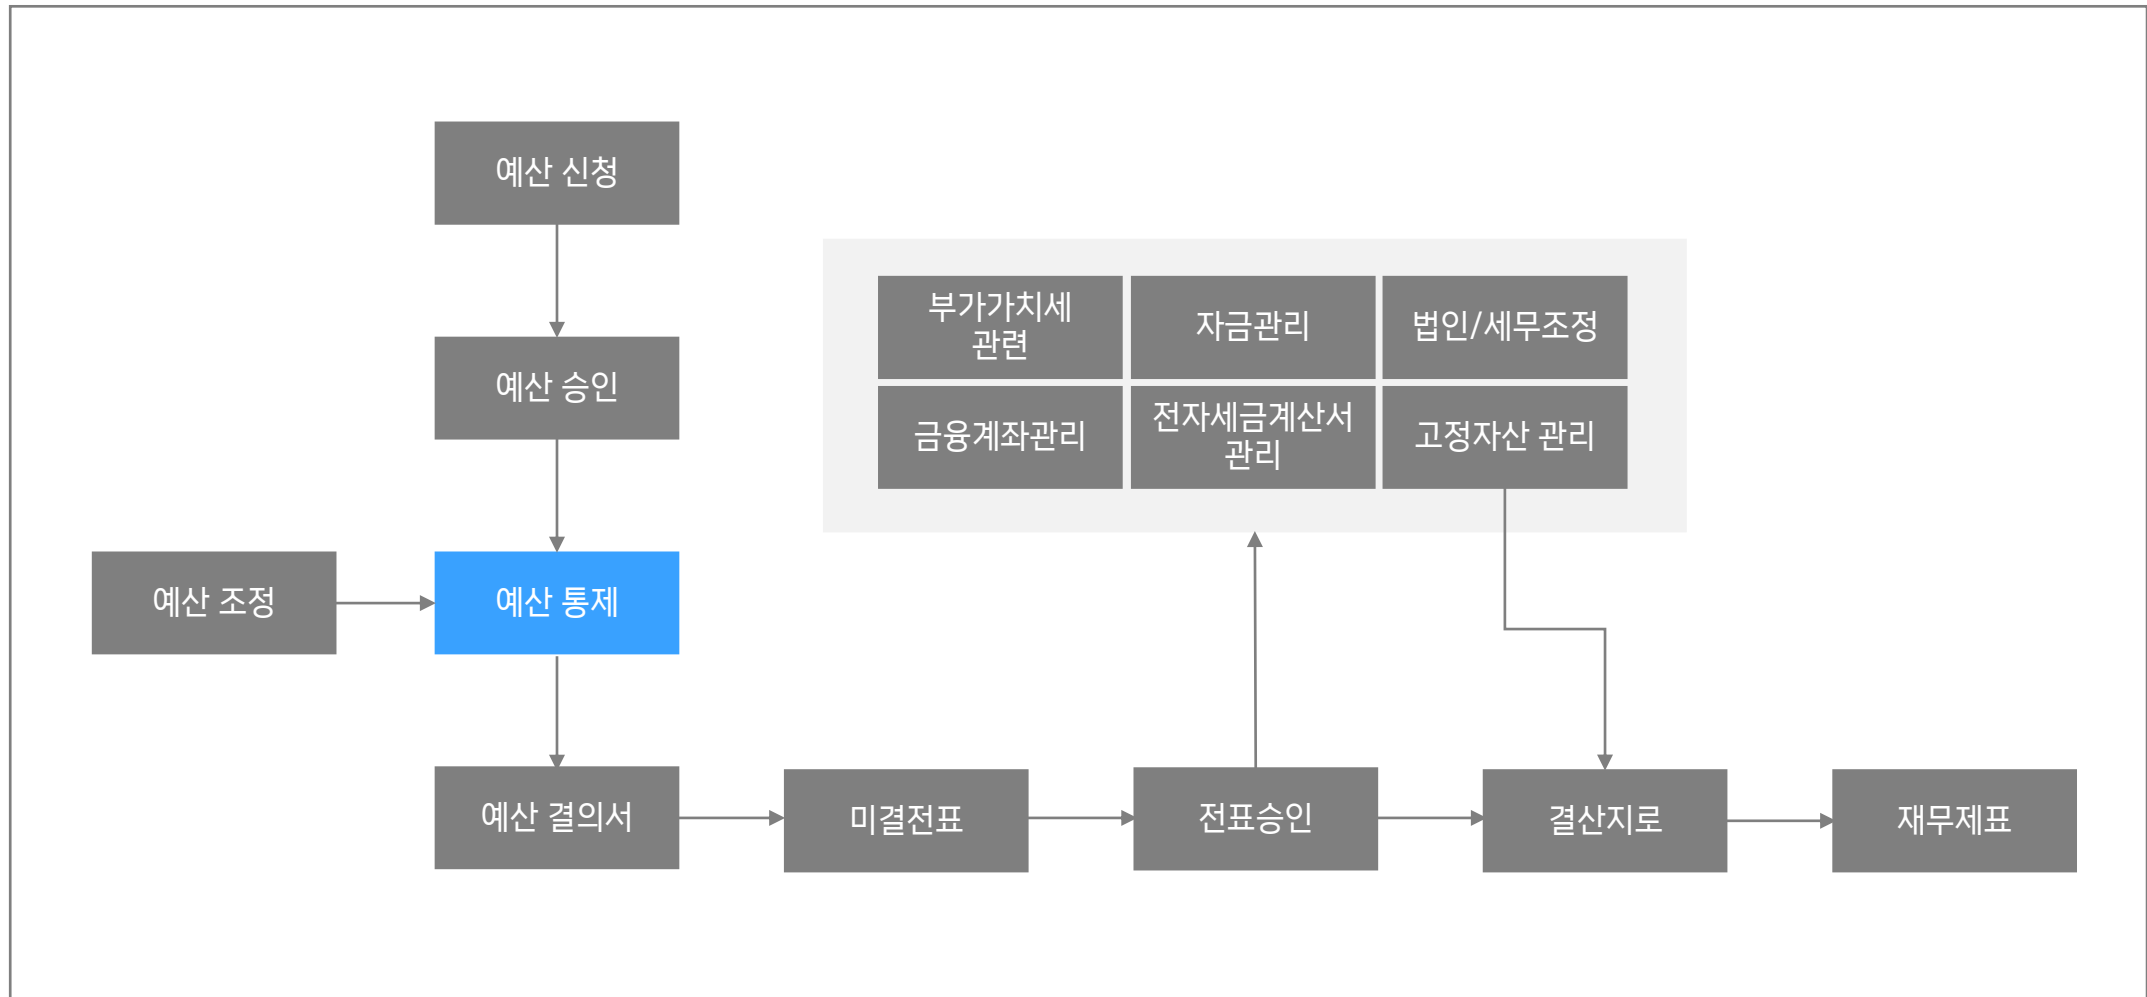 예산 신청
부가가치세
관련
자금관리
법인/세무조정
예산 승인
금융계좌관리
전자세금계산서
관리
고정자산 관리
예산 조정
예산 통제
예산 결의서
미결전표
전표승인
결산지로
재무제표